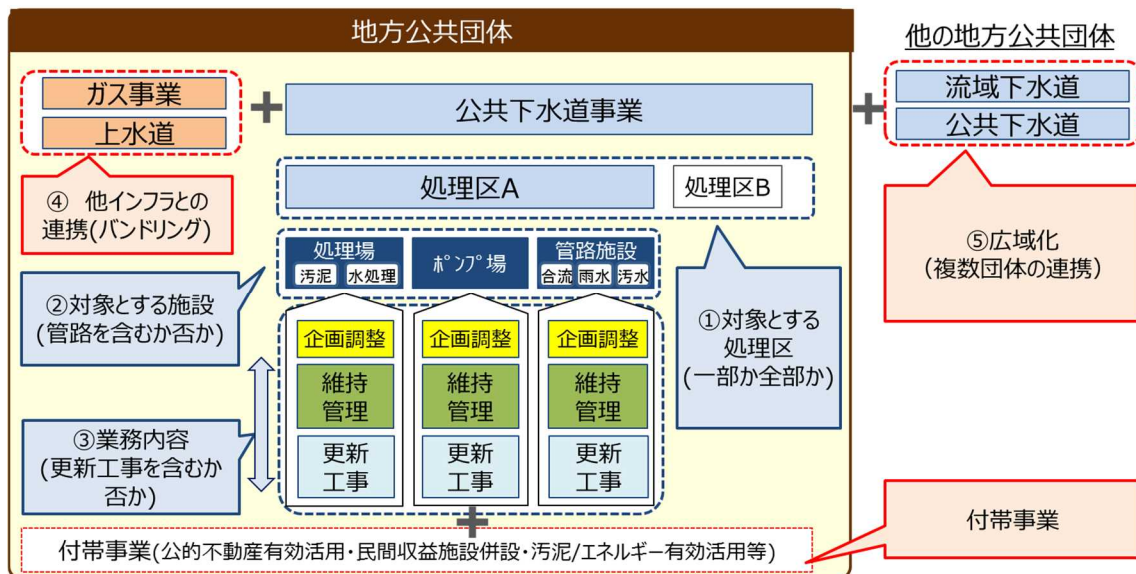 地方公共団体
他の地方公共団体
ガス事業
上水道
公共下水道事業
流域下水道
公共下水道
④ 他インフラとの
連携(バンドリング)
処理区A
処理区B
⑤広域化
(複数団体の連携)
処理場
汚泥 水処理
ポンプ場
管路施設
合流 雨水 汚水
②対象とする施設
(管路を含むか否か)
①対象とする
処理区
(一部か全部か)
企画調整
企画調整
企画調整
維持
管理
維持
管理
維持
管理
③業務内容
(更新工事を含むか
否か)
更新
工事
更新
工事
更新
工事
付帯事業(公的不動産有効活用・民間収益施設併設・汚泥/エネルギー有効活用等)
付帯事業